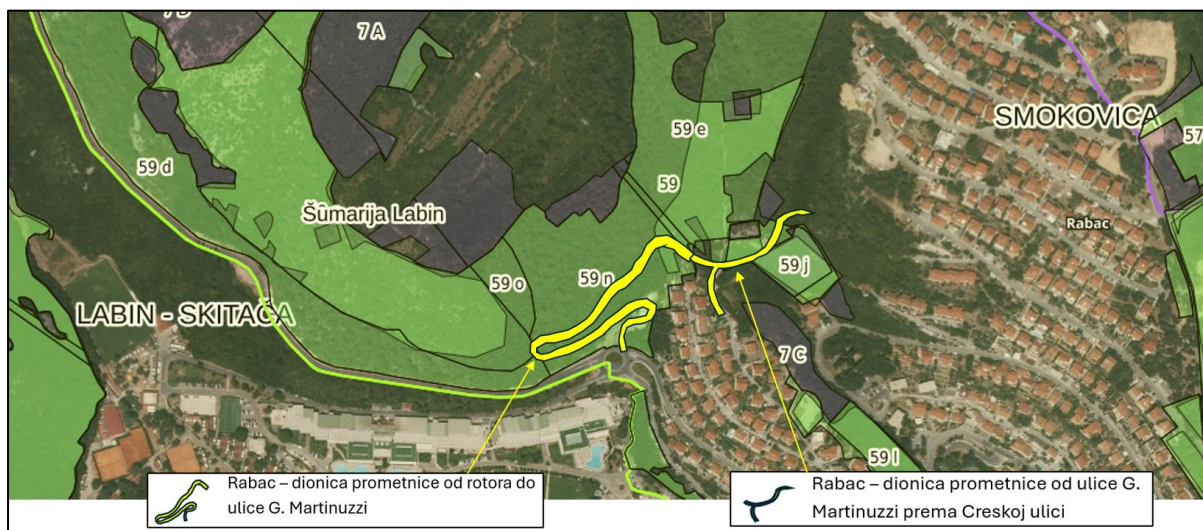 7 A
SMOKOVICA
59 e
57
59 d
59
Šumarija Labin
Rabac
59 j
59 n
59 o
LABIN - SKITAČA
7 C
59 l
Rabac – dionica prometnice od rotora do
ulice G. Martinuzzi
Rabac – dionica prometnice od ulice G.
Martinuzzi prema Creskoj ulici